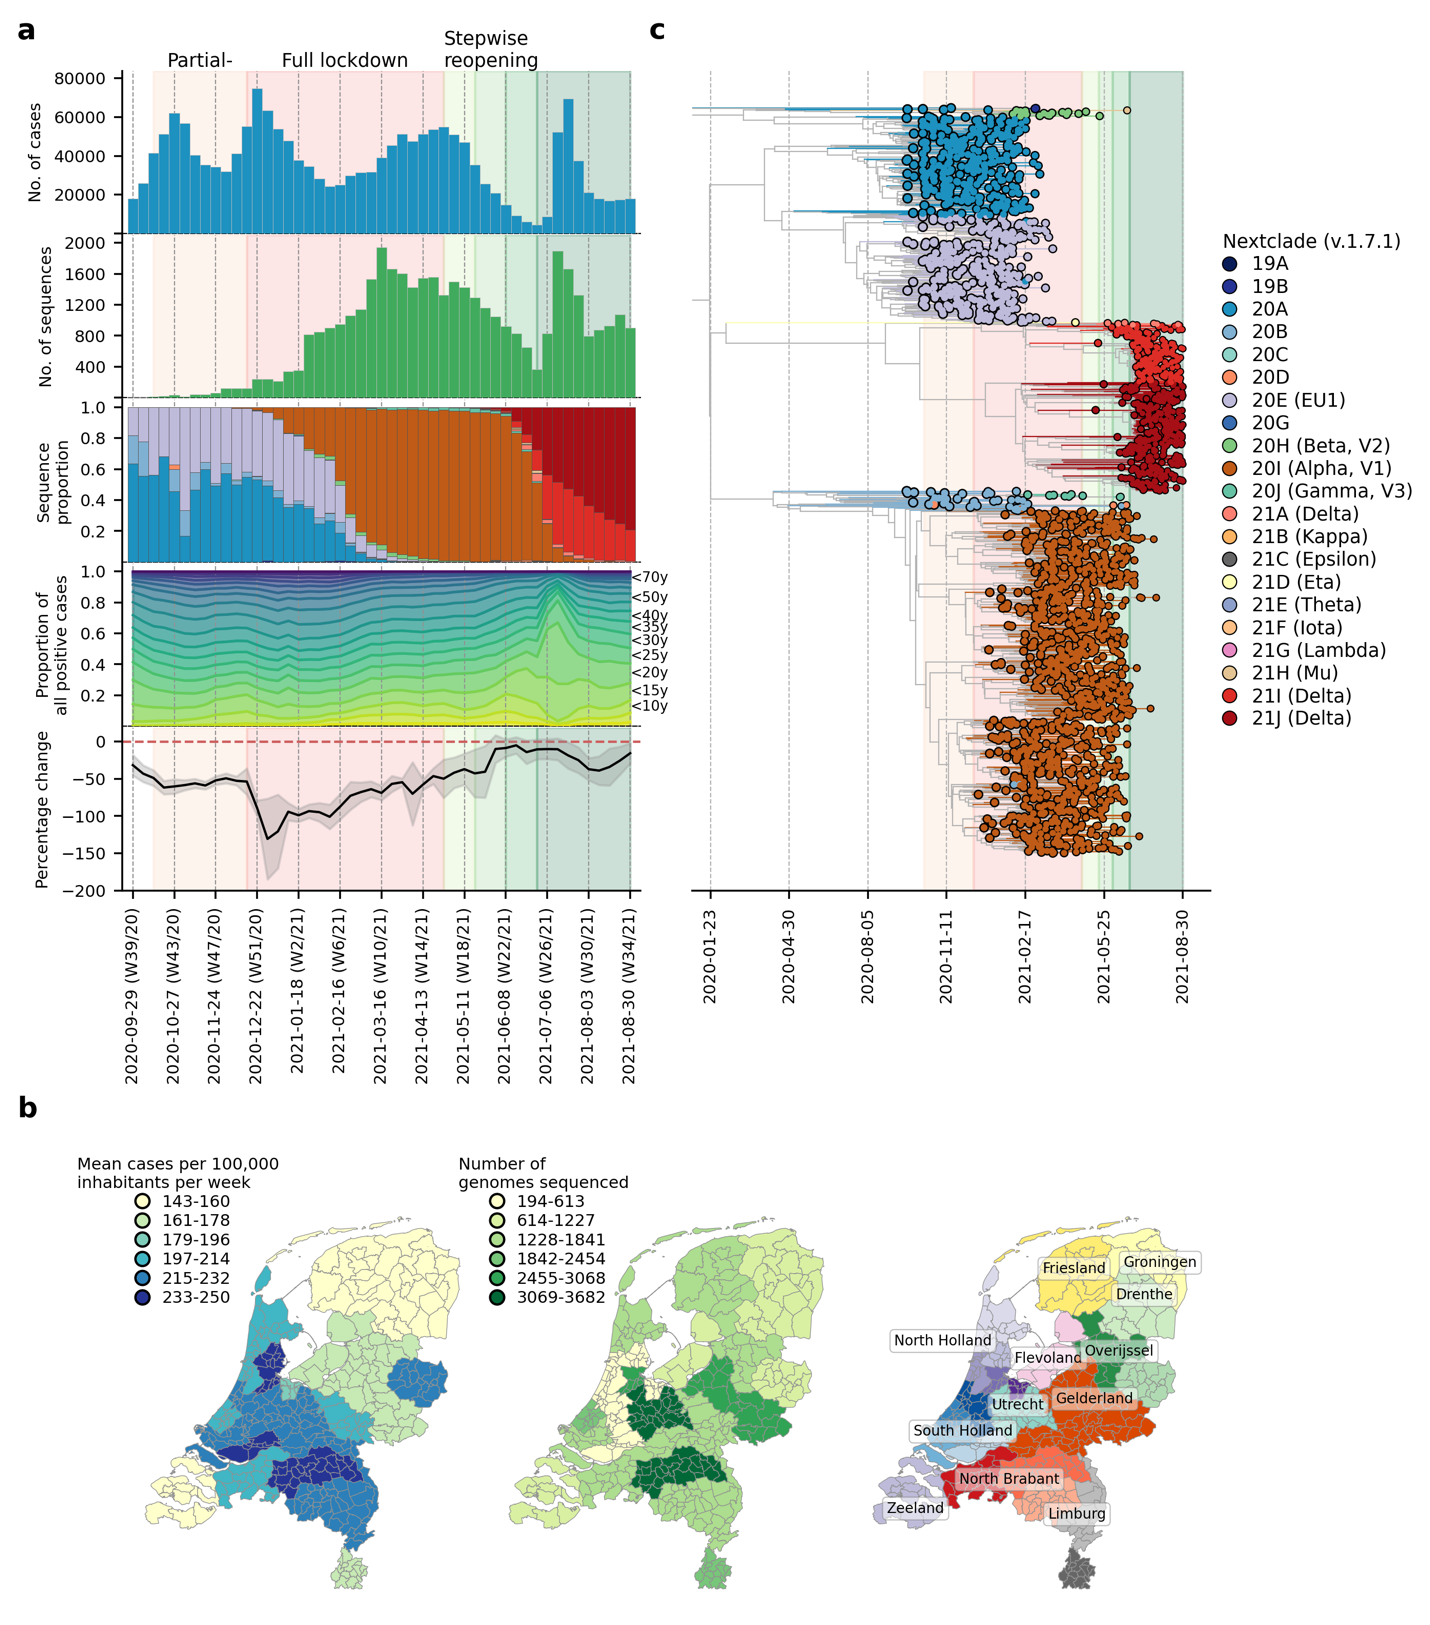 a
Partial-
Full lockdown
Stepwise
reopening
No. of cases
80000
60000
40000
20000
No. of sequences
2000
1600
1200
800
400
Sequence
proportion
1.0
0.8
0.6
0.4
0.2
Proportion of
all positive cases
1.0
0.8
0.6
0.4
0.2
<70y
<50y
<40y
<35y
<30y
<25y
<20y
<15y
<10y
Percentage change
0
−50
−100
−150
−200
2020-09-29 (W39/20)
2020-10-27 (W43/20)
2020-11-24 (W47/20)
2020-12-22 (W51/20)
2021-01-18 (W2/21)
2021-02-16 (W6/21)
2021-03-16 (W10/21)
2021-04-13 (W14/21)
2021-05-11 (W18/21)
2021-06-08 (W22/21)
2021-07-06 (W26/21)
2021-08-03 (W30/21)
2021-08-30 (W34/21)
c
2020-01-23
2020-04-30
2020-08-05
2020-11-11
2021-02-17
2021-05-25
2021-08-30
Nextclade (v.1.7.1)
19A
19B
20A
20B
20C
20D
20E (EU1)
20G
20H (Beta, V2)
20I (Alpha, V1)
20J (Gamma, V3)
21A (Delta)
21B (Kappa)
21C (Epsilon)
21D (Eta)
21E (Theta)
21F (Iota)
21G (Lambda)
21H (Mu)
21I (Delta)
21J (Delta)
b
Mean cases per 100,000
inhabitants per week
143-160
161-178
179-196
197-214
215-232
233-250
Number of
genomes sequenced
194-613
614-1227
1228-1841
1842-2454
2455-3068
3069-3682
Friesland
Groningen
Drenthe
North Holland
Flevoland
Overijssel
Utrecht
Gelderland
South Holland
North Brabant
Zeeland
Limburg